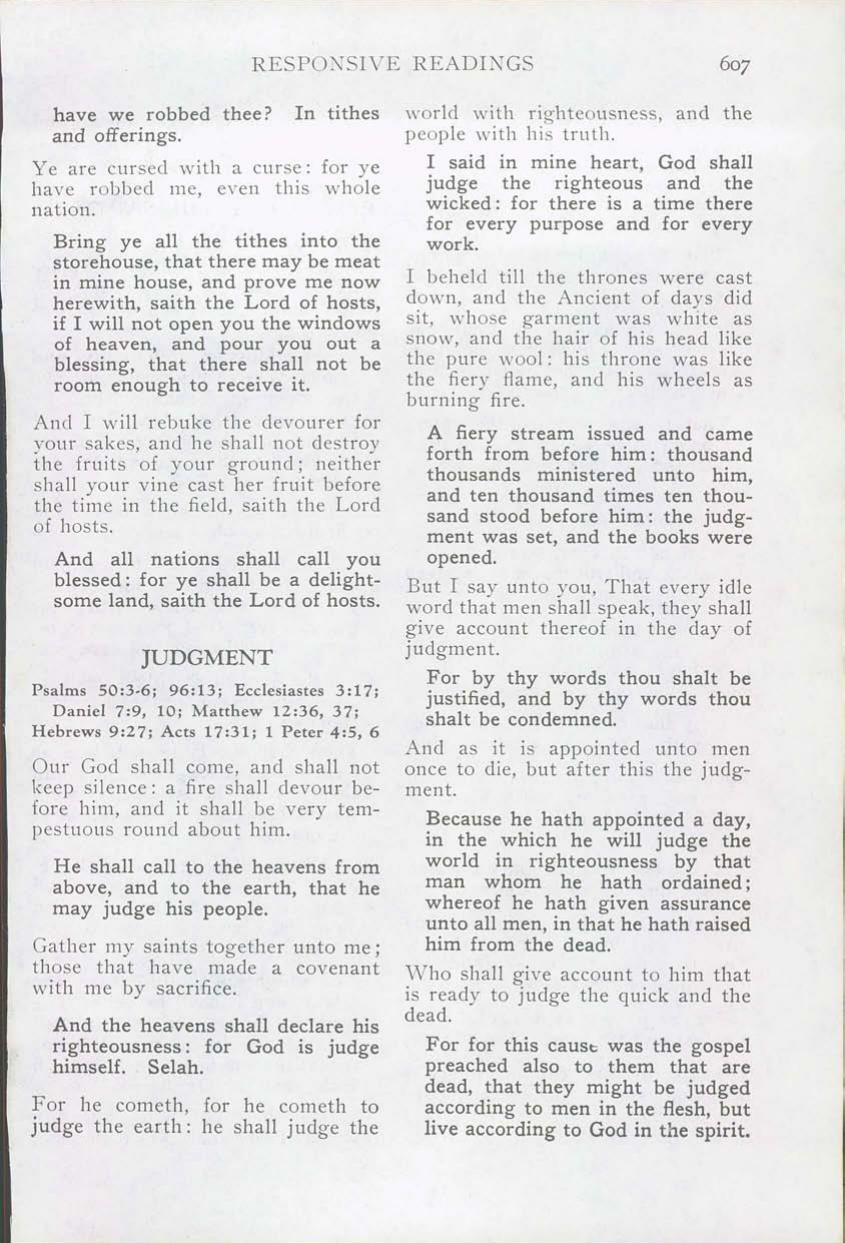 RESPONSIVE READINGS 607
have we robbed thee? In tithes
and offerings.
Ye are cursed with a curse: for ye
have robbed me, even this whole
nation.
Bring ye all the tithes into the
storehouse, that there may be meat
in mine house, and prove me now
herewith, saith the Lord of hosts,
if I will not open you the windows
of heaven, and pour you out a
blessing, that there shall not be
room enough to receive it.
And I will rebuke the devourer for
your sakes, and he shall not destroy
the fruits of your ground; neither
shall your vine cast her fruit before
the time in the field, saith the Lord
of hosts.
And all nations shall call you
blessed: for ye shall be a delight-
some land, saith the Lord of hosts.
JUDGMENT
Psalms 50:3-6; 96:13; Ecclesiastes 3:17;
Daniel 7:9, 10; Matthew 12:36, 37;
Hebrews 9:27; Acts 17:31; 1 Peter 4:5, 6
Our God shall come, and shall not
keep silence: a fire shall devour be-
fore him, and it shall be very tem-
pestuous round about him.
He shall call to the heavens from
above, and to the earth, that he
may judge his people.
Gather my saints together unto me;
those that have made a covenant
with me by sacrifice.
And the heavens shall declare his
righteousness: for God is judge
himself. Selah.
For he cometh, for he cometh to
judge the earth: he shall judge the
world with righteousness, and the
people with his truth.
I said in mine heart, God shall
judge the righteous and the
wicked: for there is a time there
for every purpose and for every
work.
I beheld till the thrones were cast
down, and the Ancient of days did
sit, whose garment was white as
snow, and the hair of his head like
the pure wool: his throne was like
the fiery flame, and his wheels as
burning fire.
A fiery stream issued and came
forth from before him: thousand
thousands ministered unto him,
and ten thousand times ten thou-
sand stood before him: the judg-
ment was set, and the books were
opened.
But I say unto you, That every idle
word that men shall speak, they shall
give account thereof in the day of
judgment.
For by thy words thou shalt be
justified, and by thy words thou
shalt be condemned.
And as it is appointed unto men
once to die, but after this the judg-
ment.
Because he hath appointed a day,
in the which he will judge the
world in righteousness by that
man whom he hath ordained;
whereof he hath given assurance
unto all men, in that he hath raised
him from the dead.
Who shall give account to him that
is ready to judge the quick and the
dead.
For for this cause was the gospel
preached also to them that are
dead, that they might be judged
according to men in the flesh, but
live according to God in the spirit.